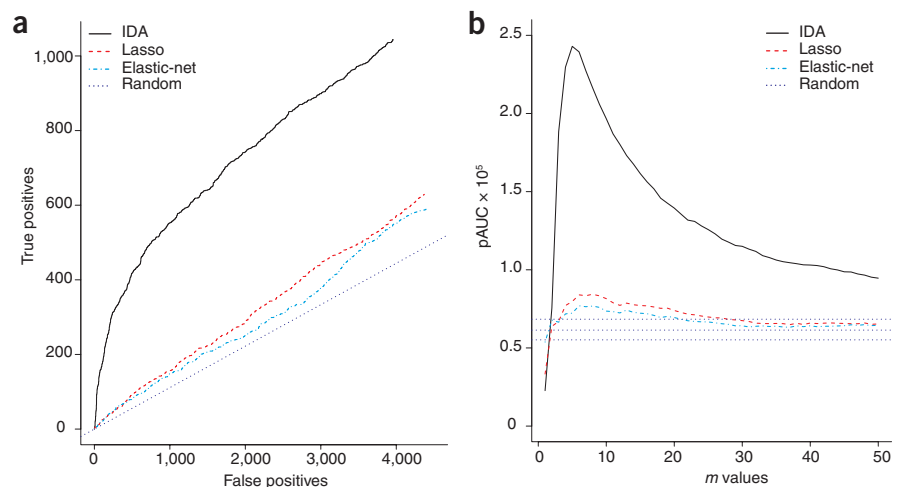 a
IDA
Lasso
Elastic-net
Random
1,000
800
600
400
200
0
True positives
0 1,000 2,000 3,000 4,000
False positives
b
IDA
Lasso
Elastic-net
Random
2.5
2.0
1.5
1.0
0.5
0
pAUC × 10⁵
0 10 20 30 40 50
m values